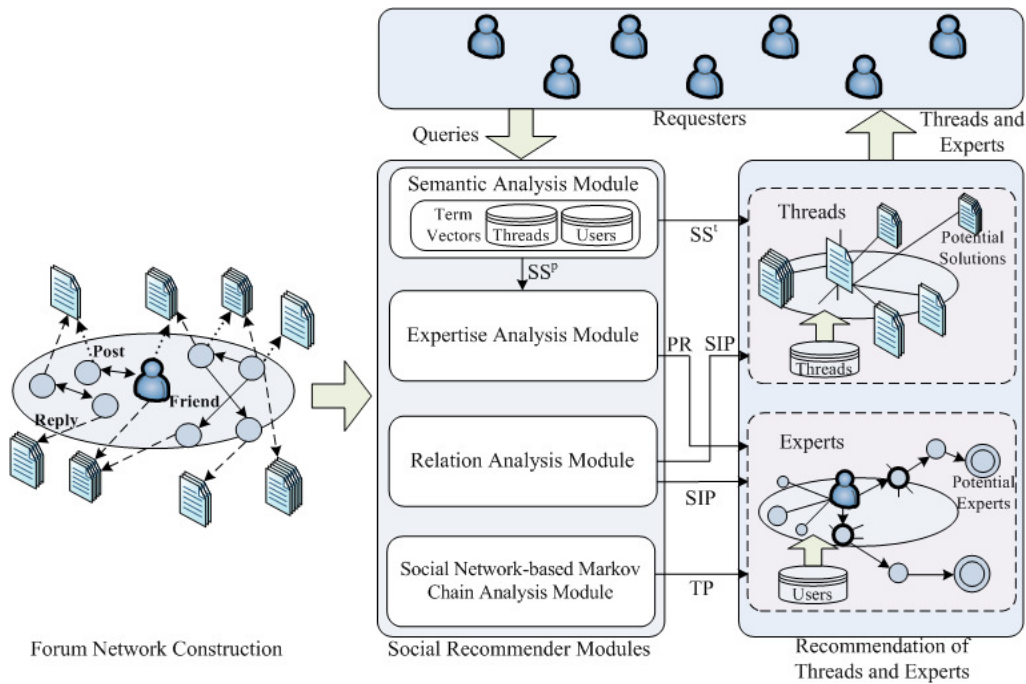 Queries
Requesters
Threads and
Experts
Semantic Analysis Module
Term
Vectors
Threads
Users
SSᵗ
SSᵖ
Threads
Potential
Solutions
Threads
Expertise Analysis Module
PR
SIP
Post
Friend
Reply
Relation Analysis Module
SIP
Experts
Potential
Experts
Users
Social Network-based Markov
Chain Analysis Module
TP
Forum Network Construction
Social Recommender Modules
Recommendation of
Threads and Experts